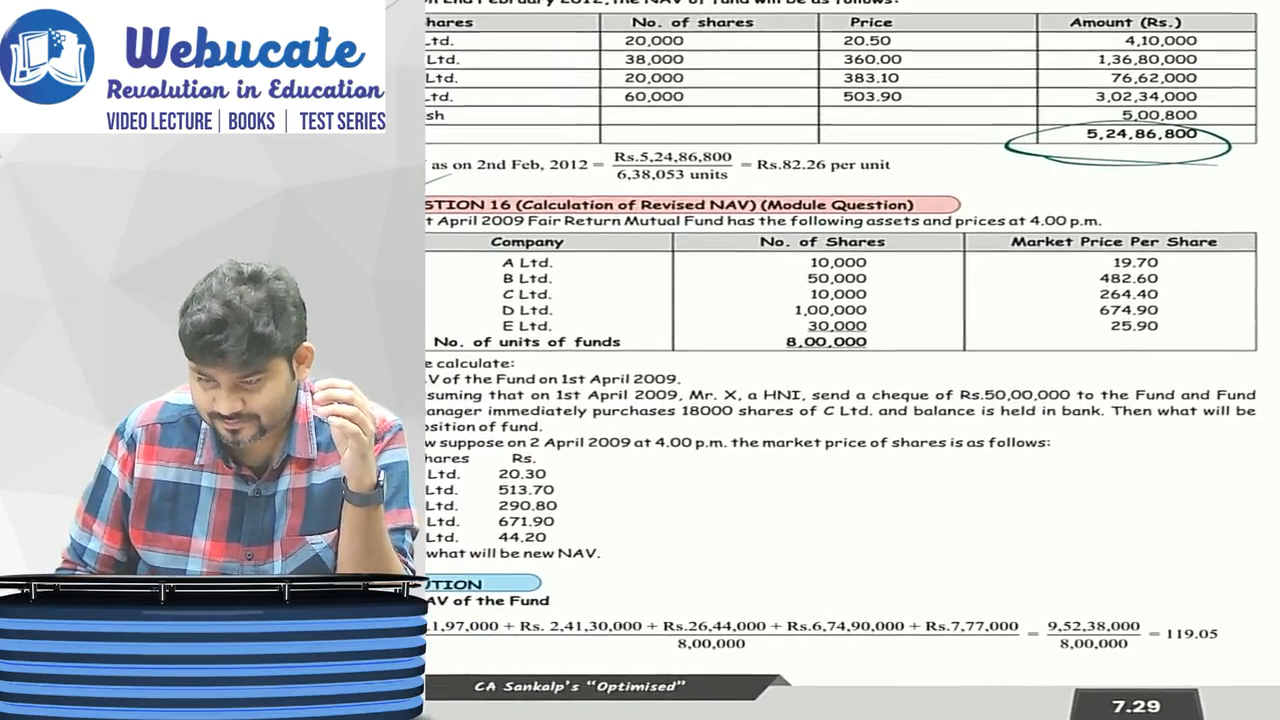 Webucate
Revolution in Education
VIDEO LECTURE | BOOKS | TEST SERIES
No. of shares Price Amount (Rs.)
Ltd. 20,000 20.50 4,10,000
Ltd. 38,000 360.00 1,36,80,000
Ltd. 20,000 383.10 76,62,000
Ltd. 60,000 503.90 3,02,34,000
sh 5,00,800
5,24,86,800
as on 2nd Feb, 2012 = Rs.5,24,86,800 / 6,38,053 units = Rs.82.26 per unit
STION 16 (Calculation of Revised NAV) (Module Question)
t April 2009 Fair Return Mutual Fund has the following assets and prices at 4.00 p.m.
Company No. of Shares Market Price Per Share
A Ltd. 10,000 19.70
B Ltd. 50,000 482.60
C Ltd. 10,000 264.40
D Ltd. 1,00,000 674.90
E Ltd. 30,000 25.90
No. of units of funds 8,00,000
e calculate:
V of the Fund on 1st April 2009.
suming that on 1st April 2009, Mr. X, a HNI, send a cheque of Rs.50,00,000 to the Fund and Fund
anager immediately purchases 18000 shares of C Ltd. and balance is held in bank. Then what will be
osition of fund.
w suppose on 2 April 2009 at 4.00 p.m. the market price of shares is as follows:
hares Rs.
Ltd. 20.30
Ltd. 513.70
Ltd. 290.80
Ltd. 671.90
Ltd. 44.20
what will be new NAV.
UTION
AV of the Fund
1,97,000 + Rs. 2,41,30,000 + Rs.26,44,000 + Rs.6,74,90,000 + Rs.7,77,000 / 8,00,000 = 9,52,38,000 / 8,00,000 = 119.05
CA Sankalp's "Optimised"
7.29